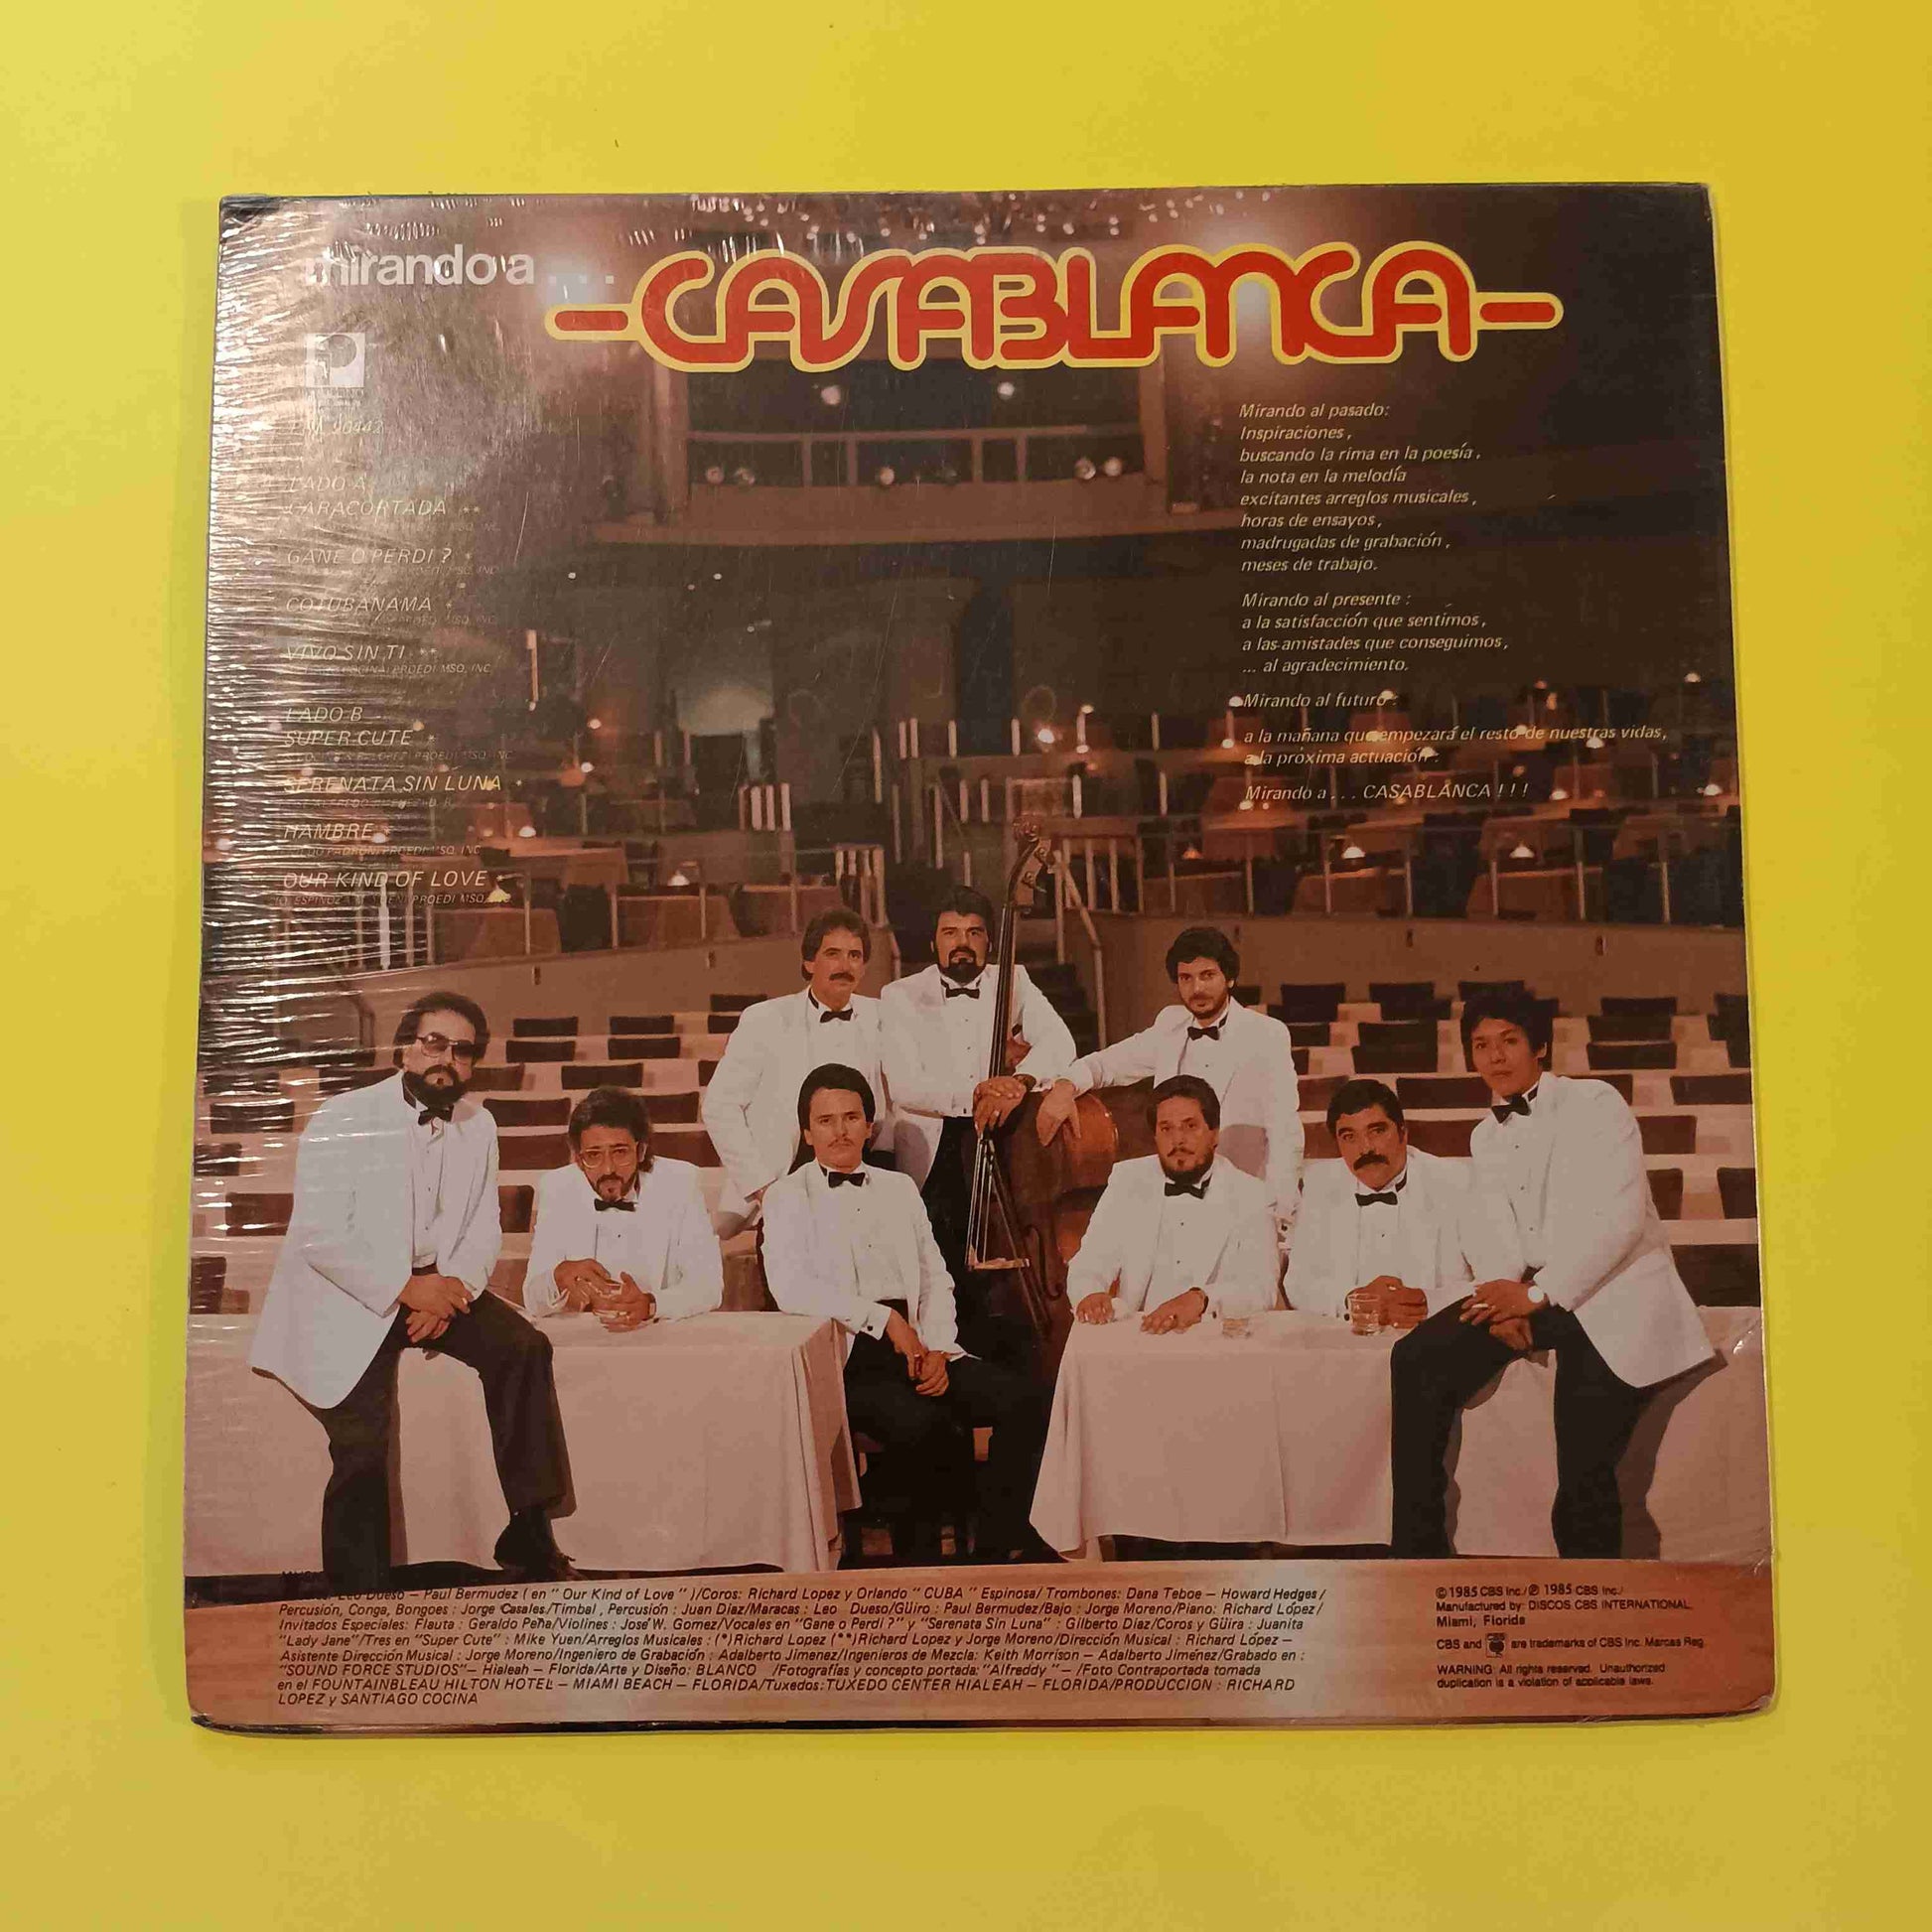 mirando a . . .
CASABLANCA
LADO A
CARACORTADA **
GANE O PERDI ? *
COTUBANAMA *
VIVO SIN TI **
LADO B
SUPER CUTE *
SERENATA SIN LUNA *
HAMBRE *
OUR KIND OF LOVE *
Mirando al pasado:
Inspiraciones,
buscando la rima en la poesía,
la nota en la melodía
excitantes arreglos musicales,
horas de ensayos,
madrugadas de grabación,
meses de trabajo.
Mirando al presente :
a la satisfacción que sentimos,
a las amistades que conseguimos,
... al agradecimiento.
Mirando al futuro :
a la mañana que empezará el resto de nuestras vidas,
a la próxima actuación .
Mirando a . . . CASABLANCA ! ! !
Leo Dueso — Paul Bermudez ( en " Our Kind of Love " )/Coros: Richard Lopez y Orlando " CUBA " Espinosa/ Trombones: Dana Teboe — Howard Hedges /
Percusión, Conga, Bongoes : Jorge Casales/Timbal , Percusión : Juan Diaz/Maracas : Leo Dueso/Güiro : Paul Bermudez/Bajo : Jorge Moreno/Piano: Richard López /
Invitados Especiales: Flauta : Geraldo Peña/Violines : José W. Gomez/Vocales en "Gane o Perdi ?" y "Serenata Sin Luna" : Gilberto Diaz/Coros y Güira : Juanita
"Lady Jane"/Tres en "Super Cute" : Mike Yuen/Arreglos Musicales : (*)Richard Lopez (**)Richard Lopez y Jorge Moreno/Dirección Musical : Richard López —
Asistente Dirección Musical : Jorge Moreno/Ingeniero de Grabación : Adalberto Jimenez/Ingenieros de Mezcla: Keith Morrison — Adalberto Jiménez/Grabado en :
"SOUND FORCE STUDIOS"— Hialeah — Florida/Arte y Diseño: BLANCO /Fotografías y concepto portada: "Alfreddy" — /Foto Contraportada tomada
en el FOUNTAINBLEAU HILTON HOTEL — MIAMI BEACH — FLORIDA/Tuxedos: TUXEDO CENTER HIALEAH — FLORIDA/PRODUCCION : RICHARD
LOPEZ y SANTIAGO COCINA
© 1985 CBS Inc./℗ 1985 CBS Inc./
Manufactured by: DISCOS CBS INTERNATIONAL,
Miami, Florida
CBS and are trademarks of CBS Inc. Marcas Reg.
WARNING: All rights reserved. Unauthorized
duplication is a violation of applicable laws.